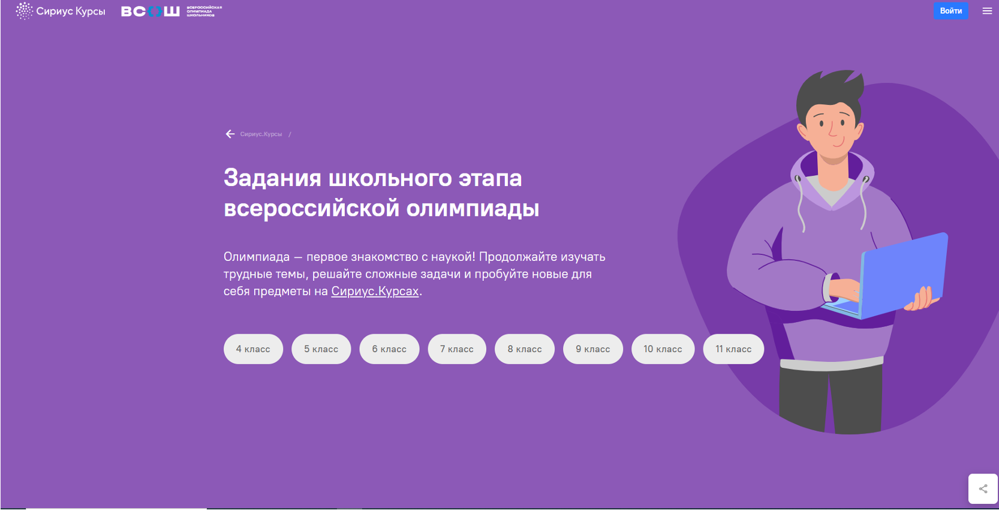 Сириус Курсы
ВСОШ
ВСЕРОССИЙСКАЯ
ОЛИМПИАДА
ШКОЛЬНИКОВ
Войти
Сириус.Курсы /
Задания школьного этапа
всероссийской олимпиады
Олимпиада — первое знакомство с наукой! Продолжайте изучать
трудные темы, решайте сложные задачи и пробуйте новые для
себя предметы на Сириус.Курсах.
4 класс 5 класс 6 класс 7 класс 8 класс 9 класс 10 класс 11 класс